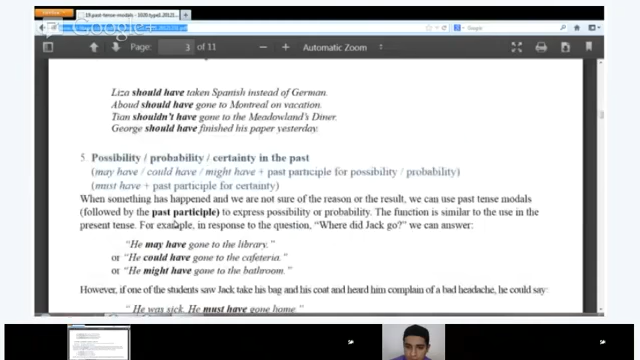 19.past-tense-modals - 1020.type1.2012
Google+
Google
Page: 3 of 11
Automatic Zoom
Liza should have taken Spanish instead of German.
Aboud should have gone to Montreal on vacation.
Tian shouldn't have gone to the Meadowland's Diner.
George should have finished his paper yesterday.
5. Possibility / probability / certainty in the past
(may have / could have / might have + past participle for possibility / probability)
(must have + past participle for certainty)
When something has happened and we are not sure of the reason or the result, we can use past tense modals
(followed by the past participle) to express possibility or probability. The function is similar to the use in the
present tense. For example, in response to the question, "Where did Jack go?" we can answer:
"He may have gone to the library."
or "He could have gone to the cafeteria."
or "He might have gone to the bathroom."
However, if one of the students saw Jack take his bag and his coat and heard him complain of a bad headache, he could say:
" He was sick. He must have gone home."